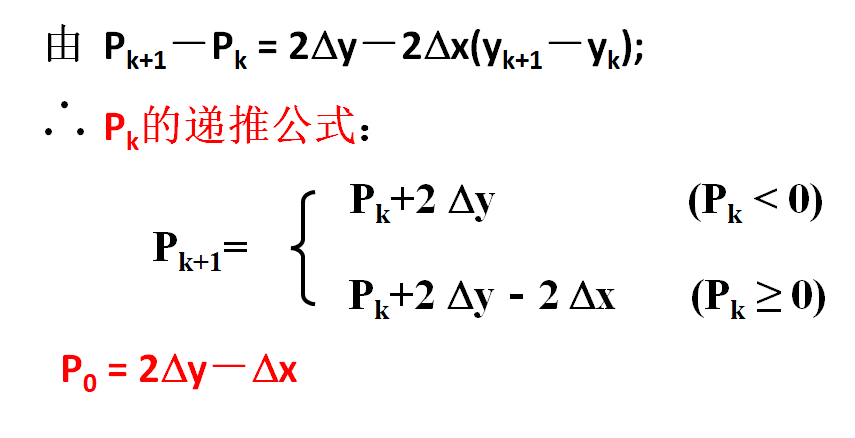 由 Pk+1－Pk = 2Δy－2Δx(yk+1－yk);
∴ Pk的递推公式：
Pk+2 Δy (Pk < 0)
Pk+1=
Pk+2 Δy - 2 Δx (Pk ≥ 0)
P0 = 2Δy－Δx